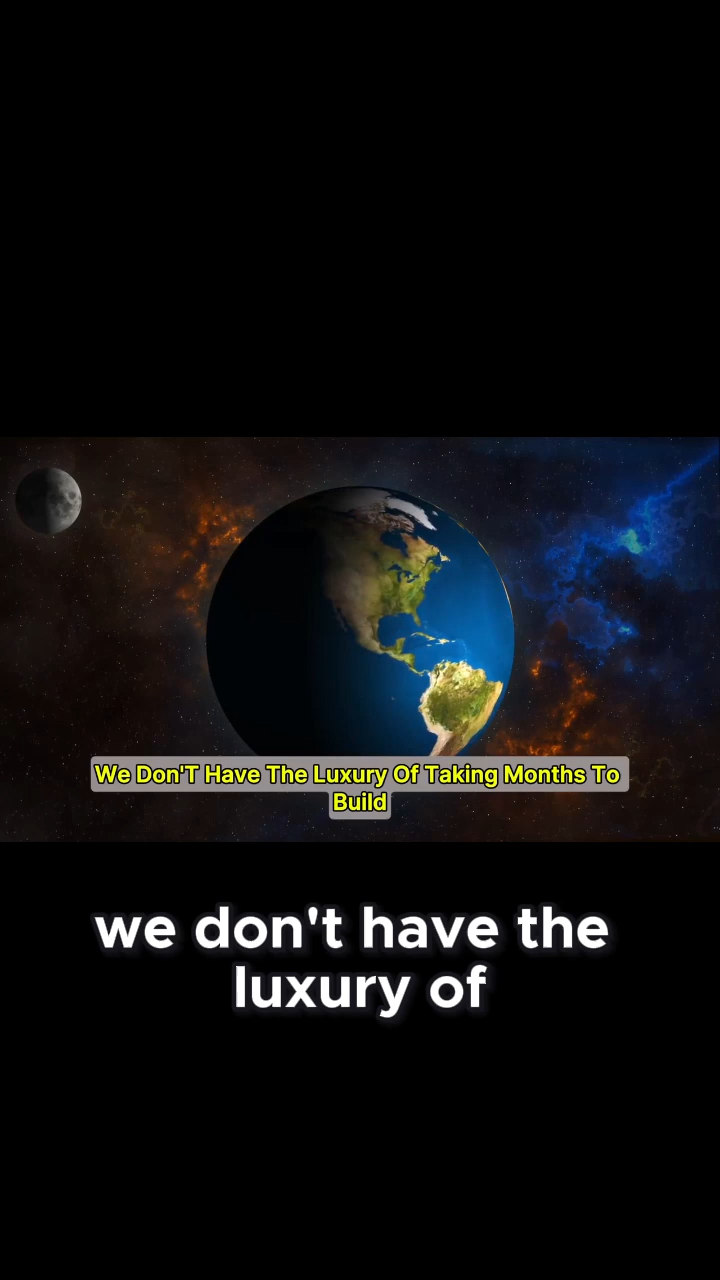 We Don'T Have The Luxury Of Taking Months To
Build
we don't have the
luxury of